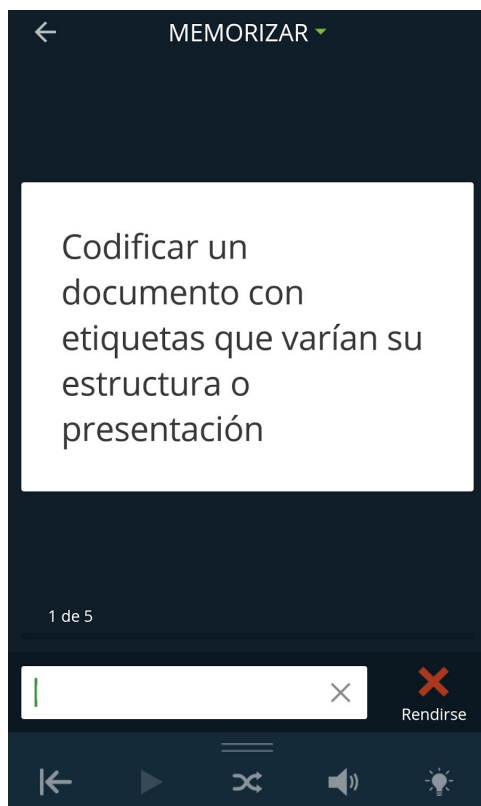 MEMORIZAR
Codificar un
documento con
etiquetas que varían su
estructura o
presentación
1 de 5
Rendirse